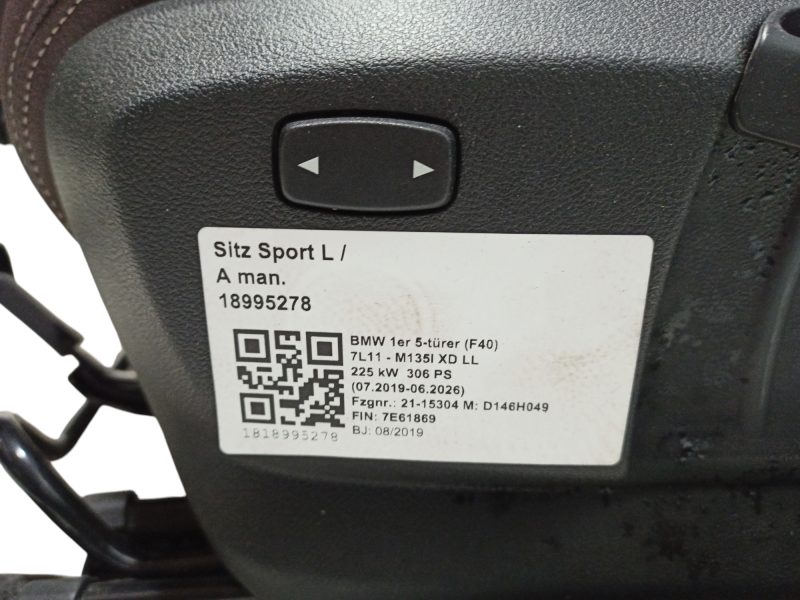 Sitz Sport L /
A man.
18995278
BMW 1er 5-türer (F40)
7L11 - M135I XD LL
225 kW 306 PS
(07.2019-06.2026)
Fzgnr.: 21-15304 M: D146H049
FIN: 7E61869
BJ: 08/2019
1818995278